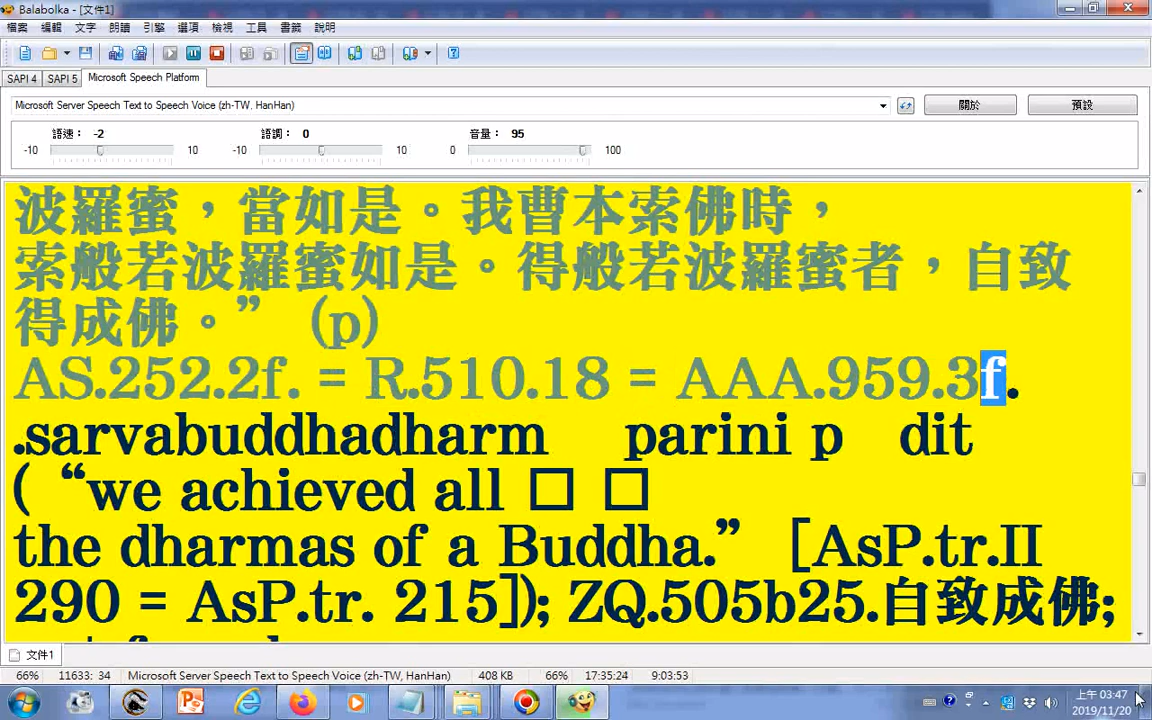 Balabolka - [文件1]
檔案 編輯 文字 朗讀 引擎 選項 檢視 工具 書籤 說明
SAPI 4 SAPI 5 Microsoft Speech Platform
Microsoft Server Speech Text to Speech Voice (zh-TW, HanHan) 關於 預設
語速: -2 語調: 0 音量: 95
-10 10 -10 10 0 100
波羅蜜，當如是。我曹本索佛時，
索般若波羅蜜如是。得般若波羅蜜者，自致
得成佛。” (p)
AS.252.2f. = R.510.18 = AAA.959.3f.
.sarvabuddhadharm parini p dit
( “we achieved all □ □
the dharmas of a Buddha.” [AsP.tr.II
290 = AsP.tr. 215]); ZQ.505b25.自致成佛;
文件1
66% 11633: 34 Microsoft Server Speech Text to Speech Voice (zh-TW, HanHan) 408 KB 66% 17:35:24 9:03:53
上午 03:47
2019/11/20